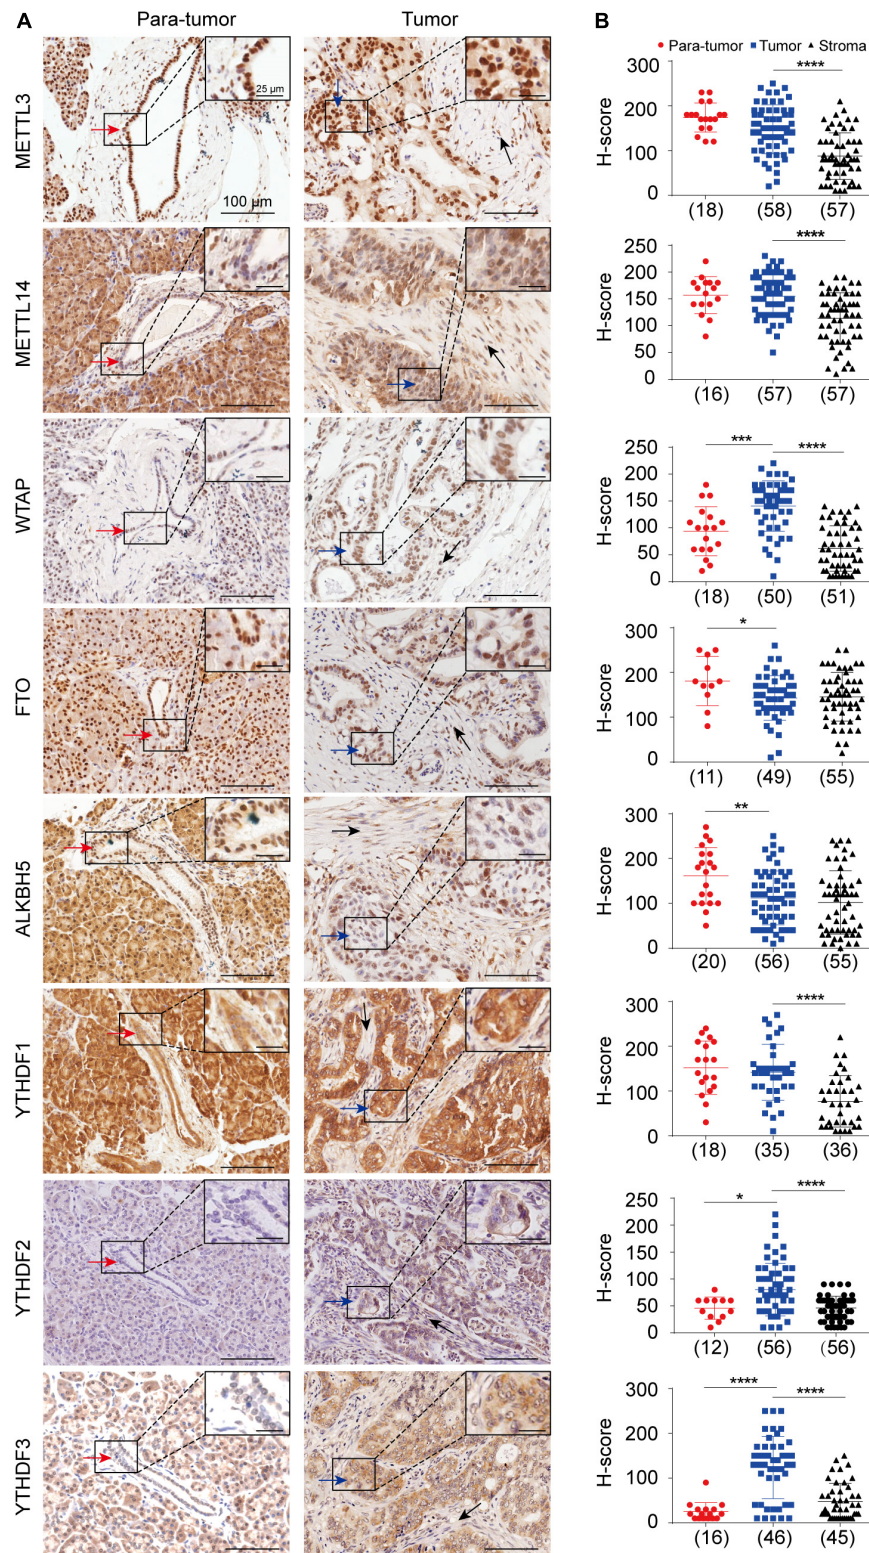 A
Para-tumor
Tumor
METTL3
25 µm
100 µm
METTL14
WTAP
FTO
ALKBH5
YTHDF1
YTHDF2
YTHDF3
B
Para-tumor Tumor Stroma
H-score
300
200
100
0
****
(18) (58) (57)
H-score
250
200
150
100
50
0
****
(16) (57) (57)
H-score
250
200
150
100
50
0
*** ****
(18) (50) (51)
H-score
300
200
100
0
*
(11) (49) (55)
H-score
300
200
100
0
**
(20) (56) (55)
H-score
300
200
100
0
****
(18) (35) (36)
H-score
250
200
150
100
50
0
* ****
(12) (56) (56)
H-score
300
200
100
0
**** ****
(16) (46) (45)